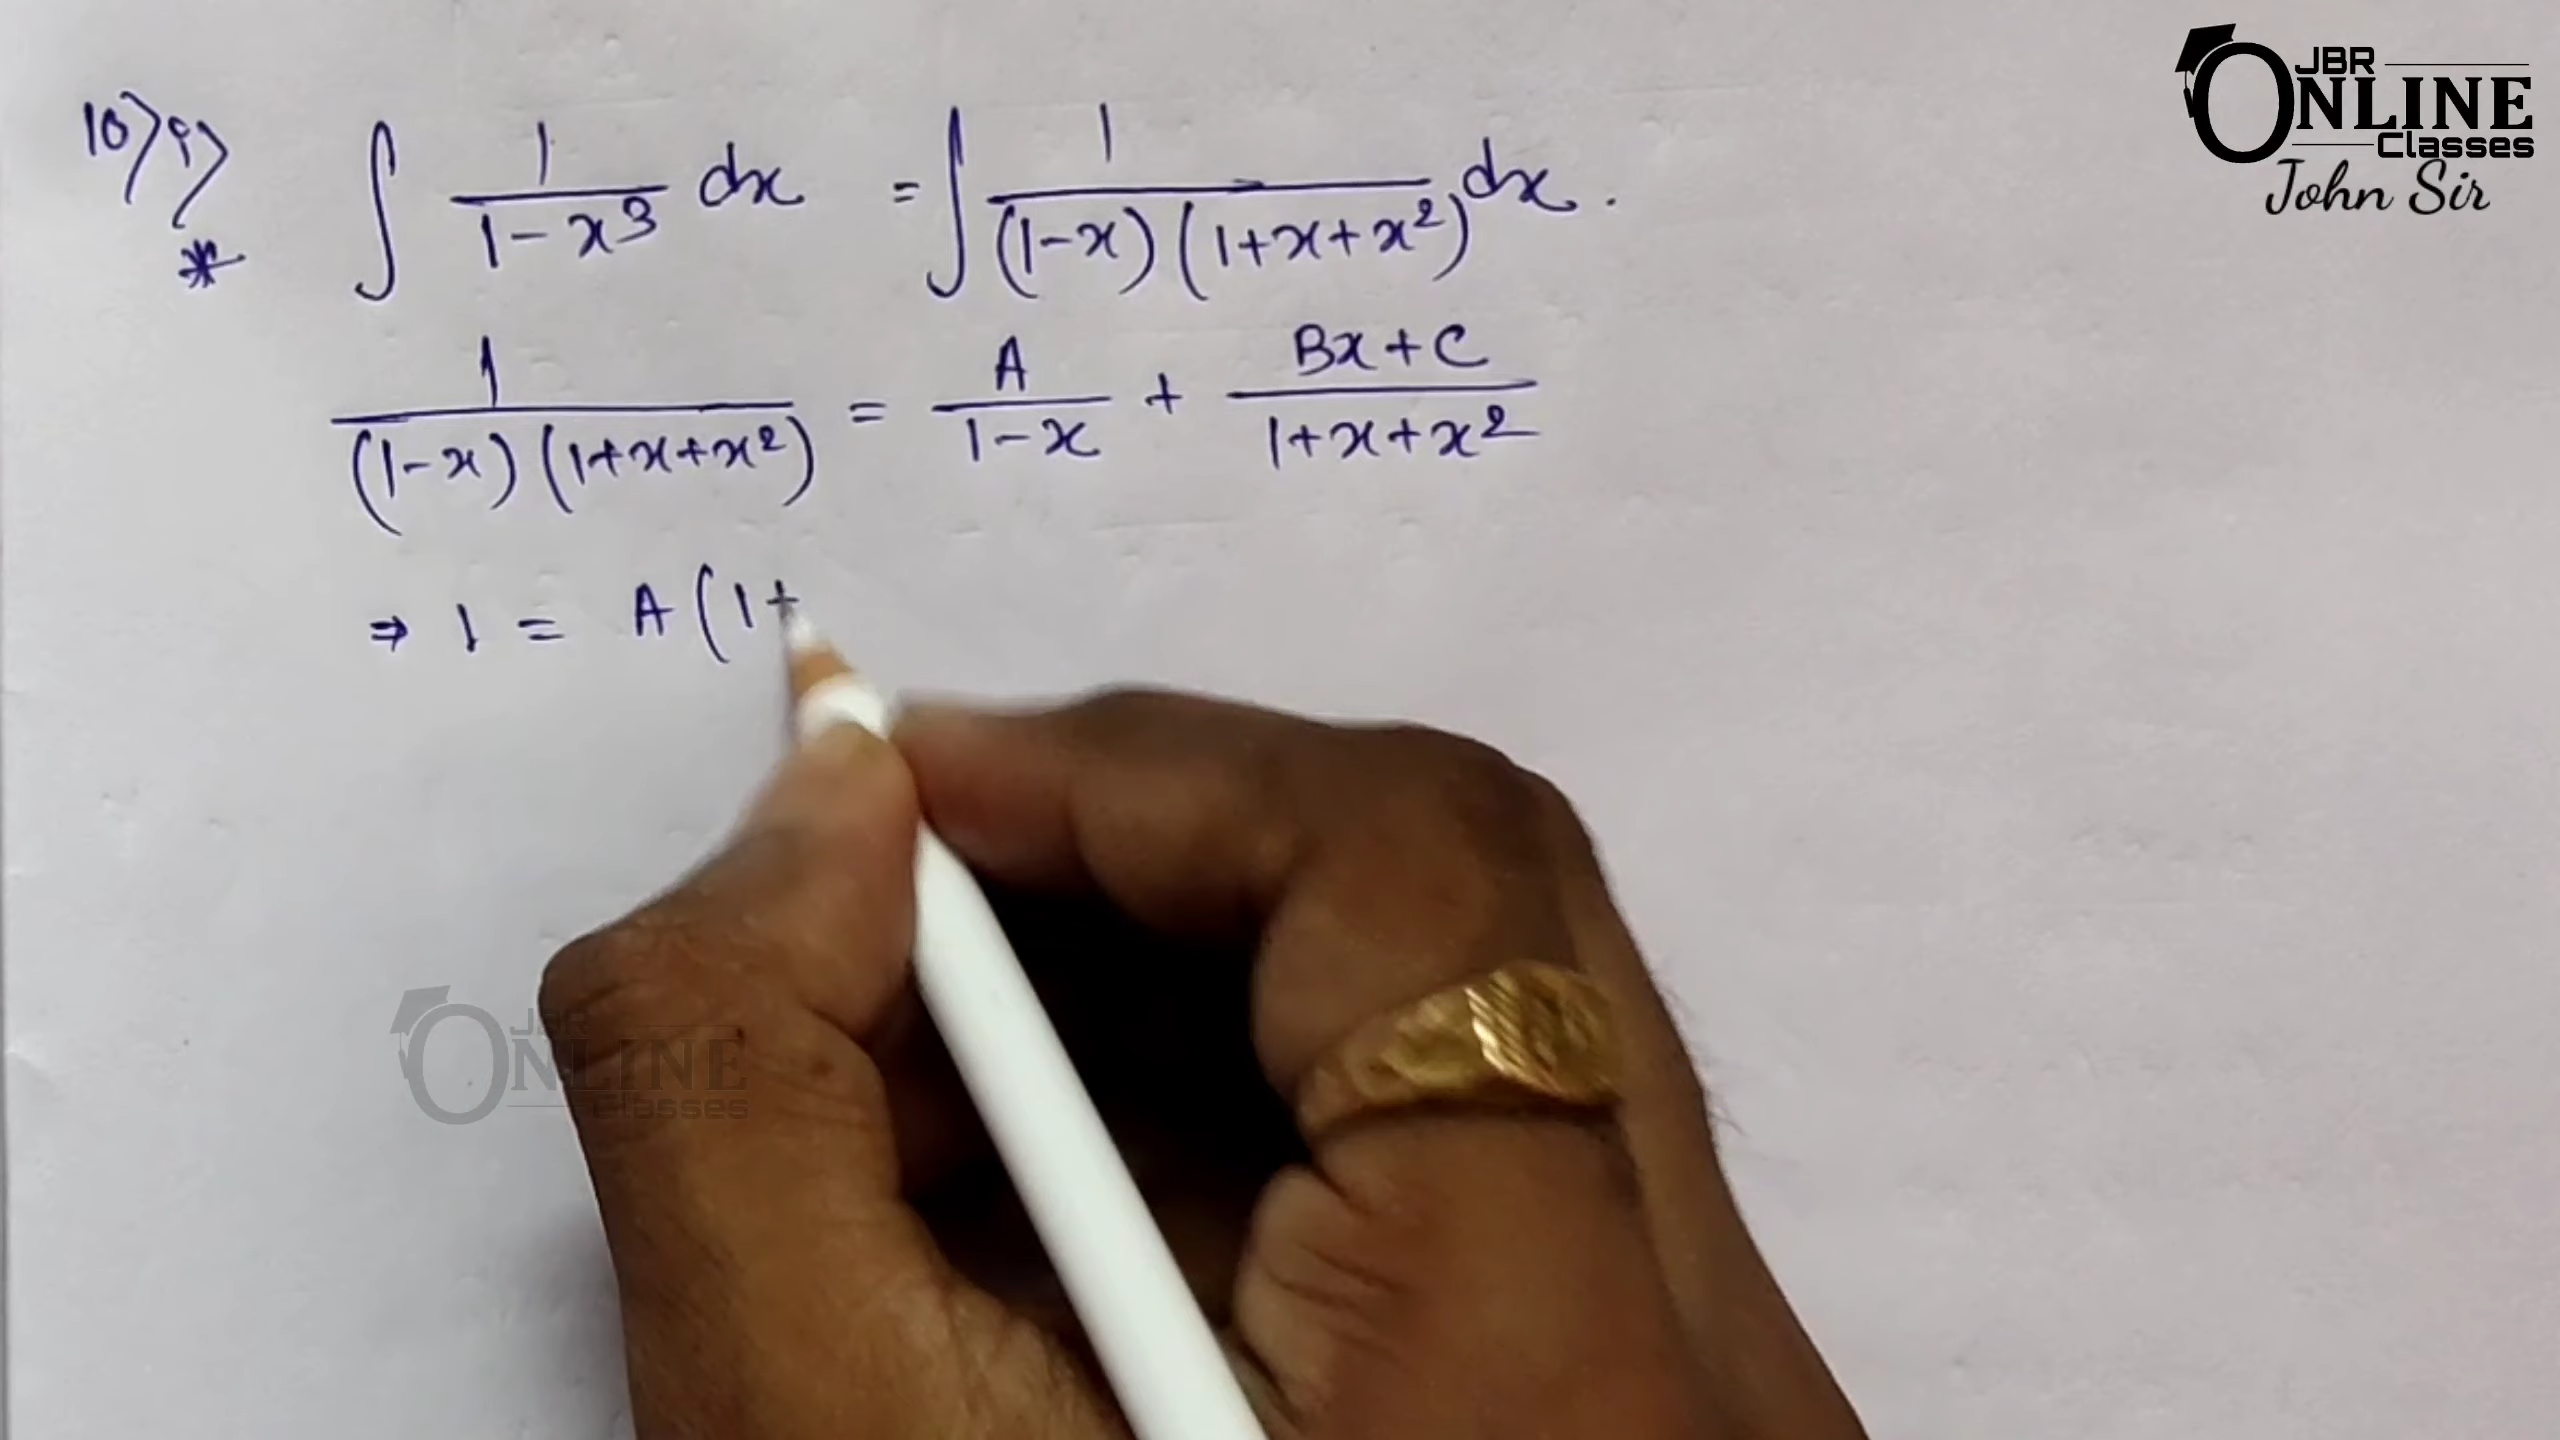 JBR
ONLINE
Classes
John Sir
10) i)
*
∫ 1/(1-x³) dx = ∫ 1/((1-x)(1+x+x²)) dx.
1/((1-x)(1+x+x²)) = A/(1-x) + (Bx+C)/(1+x+x²)
⇒ 1 = A(1+
JBR
ONLINE
Classes